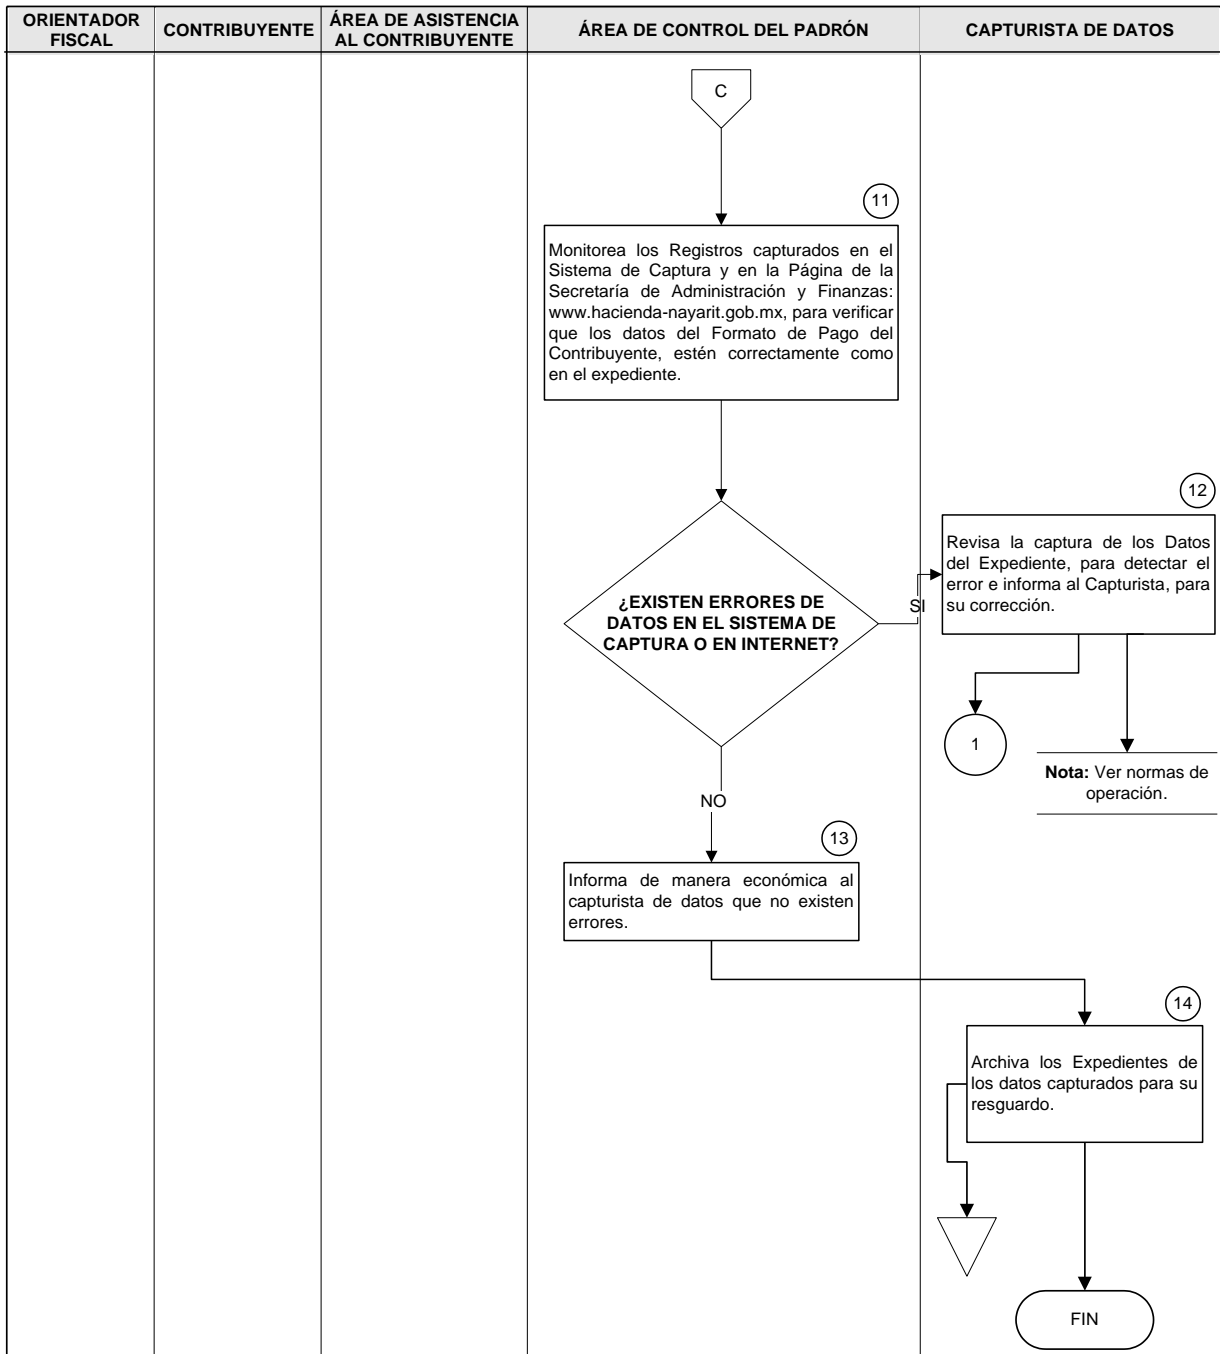 ORIENTADOR
FISCAL
CONTRIBUYENTE
ÁREA DE ASISTENCIA
AL CONTRIBUYENTE
ÁREA DE CONTROL DEL PADRÓN
CAPTURISTA DE DATOS
C
11
Monitorea los Registros capturados en el
Sistema de Captura y en la Página de la
Secretaría de Administración y Finanzas:
www.hacienda-nayarit.gob.mx, para verificar
que los datos del Formato de Pago del
Contribuyente, estén correctamente como
en el expediente.
12
Revisa la captura de los Datos
del Expediente, para detectar el
error e informa al Capturista, para
su corrección.
¿EXISTEN ERRORES DE
DATOS EN EL SISTEMA DE
CAPTURA O EN INTERNET?
SI
1
Nota: Ver normas de
operación.
NO
13
Informa de manera económica al
capturista de datos que no existen
errores.
14
Archiva los Expedientes de
los datos capturados para su
resguardo.
FIN